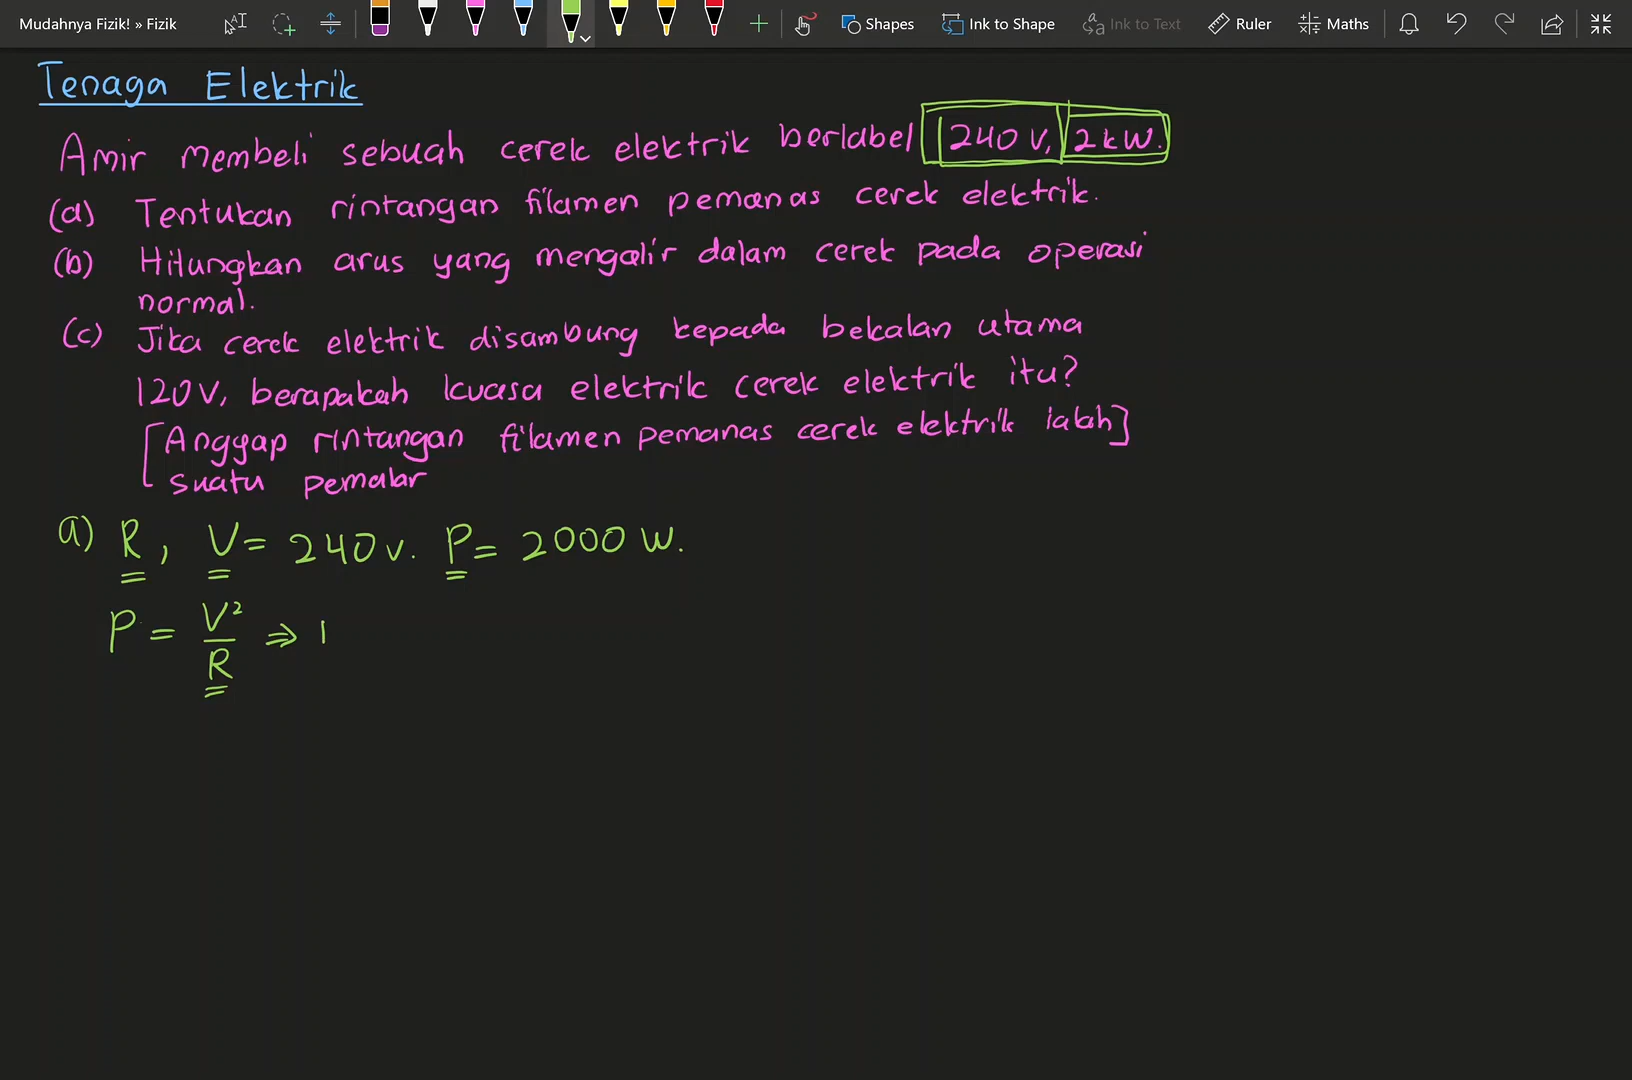 Mudahnya Fizik! » Fizik
Shapes Ink to Shape Ink to Text Ruler Maths
Tenaga Elektrik
Amir membeli sebuah cerek elektrik berlabel 240 V, 2 kW.
(a) Tentukan rintangan filamen pemanas cerek elektrik.
(b) Hitungkan arus yang mengalir dalam cerek pada operasi
normal.
(c) Jika cerek elektrik disambung kepada bekalan utama
120V, berapakah kuasa elektrik cerek elektrik itu?
[Anggap rintangan filamen pemanas cerek elektrik ialah]
suatu pemalar
a) R, V = 240 v. P = 2000 W.
P = V²/R ⇒ 1